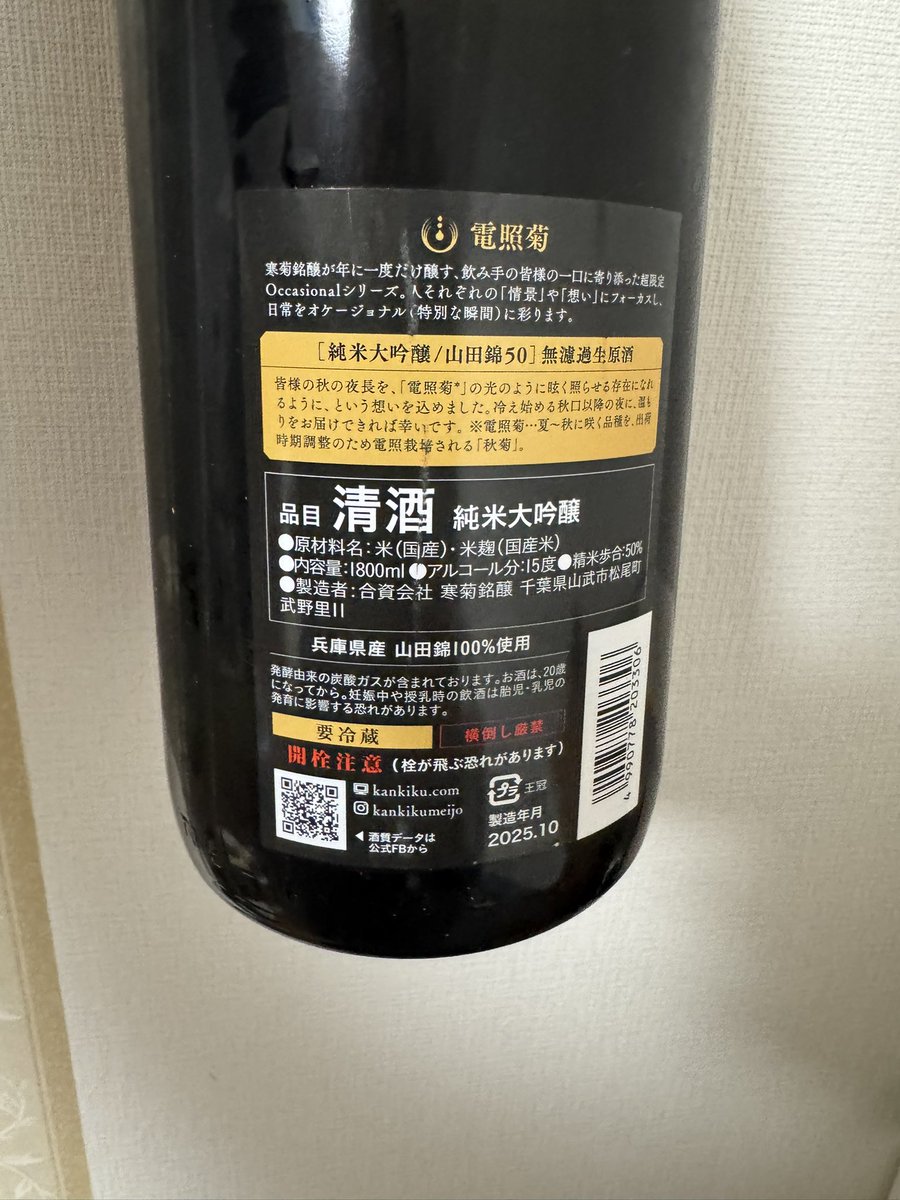 電照菊
寒菊銘醸が年に一度だけ醸す、飲み手の皆様の一口に寄り添った超限定
Occasionalシリーズ。人それぞれの「情景」や「想い」にフォーカスし、
日常をオケージョナル(特別な瞬間)に彩ります。
[純米大吟醸/山田錦50]無濾過生原酒
皆様の秋の夜長を、「電照菊*」の光のように眩く照らせる存在になれ
るように、という想いを込めました。冷え始める秋口以降の夜に、温も
りをお届けできれば幸いです。※電照菊…夏〜秋に咲く品種を、出荷
時期調整のため電照栽培される「秋菊」。
品目 清酒 純米大吟醸
●原材料名:米(国産)・米麹(国産米)
●内容量:1800ml ●アルコール分:15度 ●精米歩合:50%
●製造者:合資会社 寒菊銘醸 千葉県山武市松尾町
武野里11
兵庫県産 山田錦100%使用
発酵由来の炭酸ガスが含まれております。お酒は、20歳
になってから。妊娠中や授乳時の飲酒は胎児・乳児の
発育に影響する恐れがあります。
要冷蔵 横倒し厳禁
開栓注意(栓が飛ぶ恐れがあります)
kankiku.com
kankikumeijo
◀酒質データは
公式FBから
プラ 王冠
製造年月
2025.10
4 990778 203306